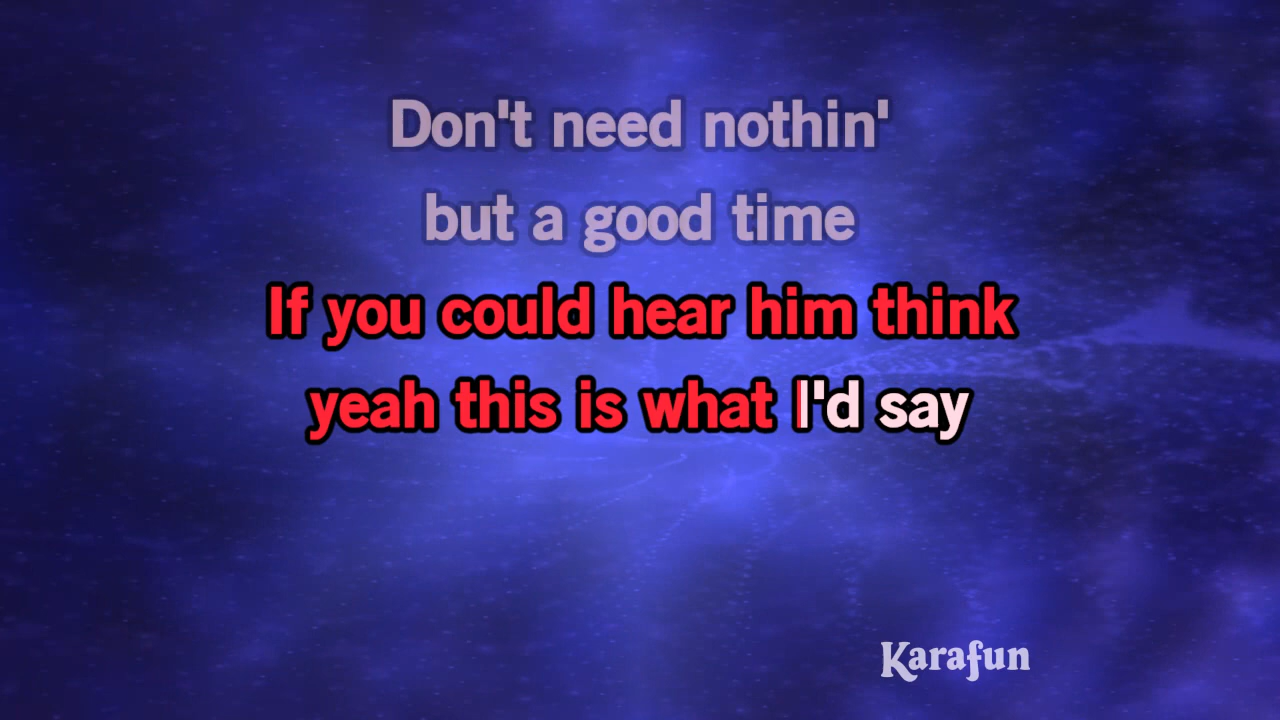 Don't need nothin'
but a good time
If you could hear him think
yeah this is what I'd say
Karafun